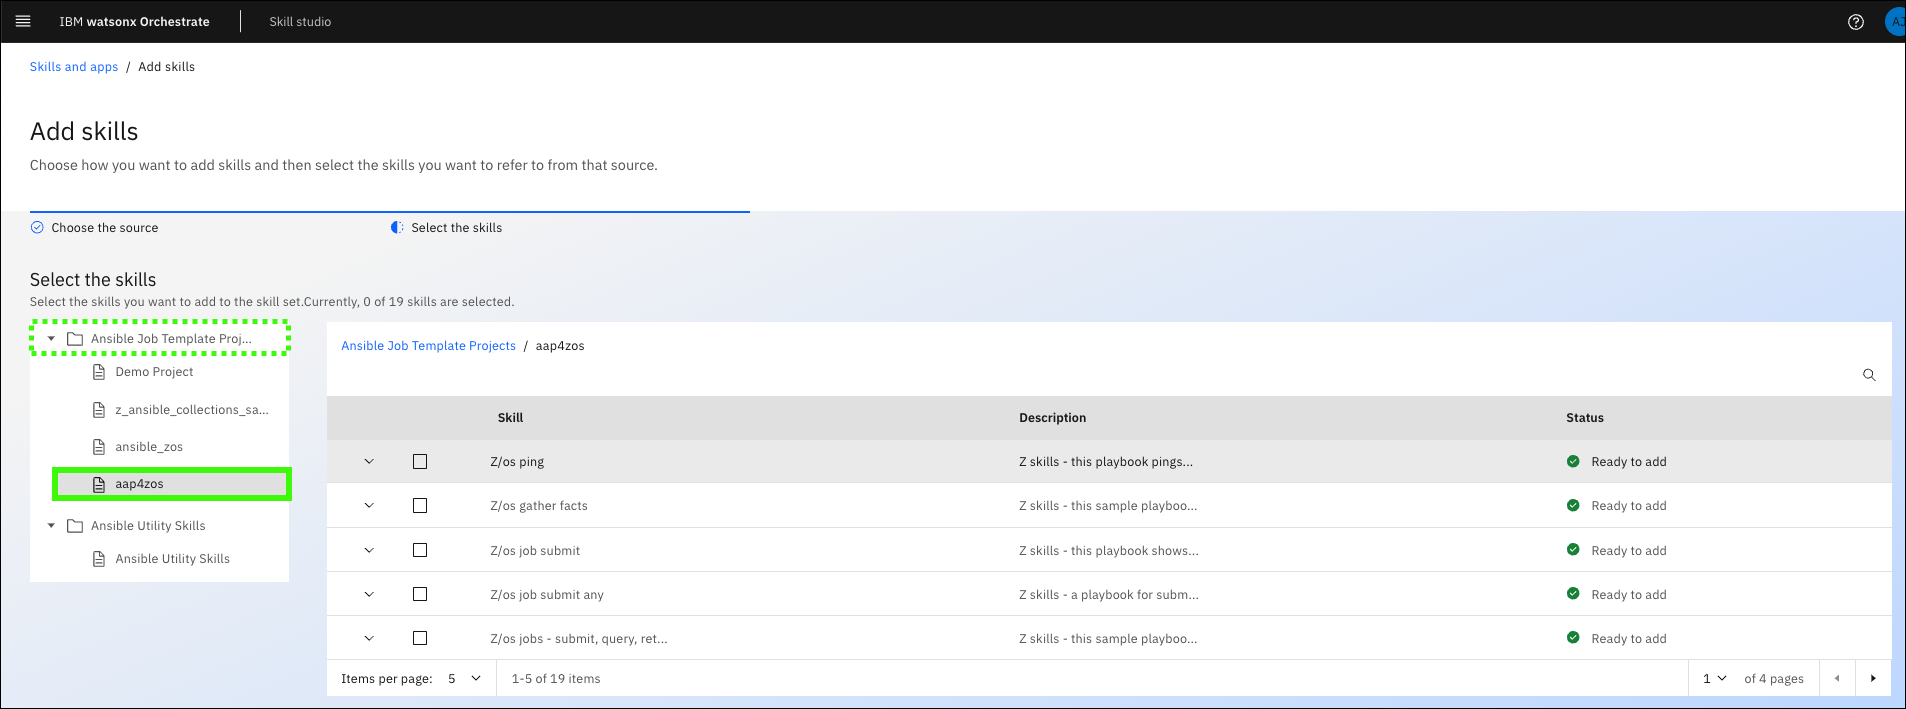 IBM watsonx Orchestrate Skill studio AJ
Skills and apps / Add skills
Add skills
Choose how you want to add skills and then select the skills you want to refer to from that source.
Choose the source Select the skills
Select the skills
Select the skills you want to add to the skill set.Currently, 0 of 19 skills are selected.
Ansible Job Template Proj...
Demo Project
z_ansible_collections_sa...
ansible_zos
aap4zos
Ansible Utility Skills
Ansible Utility Skills
Ansible Job Template Projects / aap4zos
Skill Description Status
Z/os ping Z skills - this playbook pings... Ready to add
Z/os gather facts Z skills - this sample playboo... Ready to add
Z/os job submit Z skills - this playbook shows... Ready to add
Z/os job submit any Z skills - a playbook for subm... Ready to add
Z/os jobs - submit, query, ret... Z skills - this sample playboo... Ready to add
Items per page: 5 1-5 of 19 items 1 of 4 pages